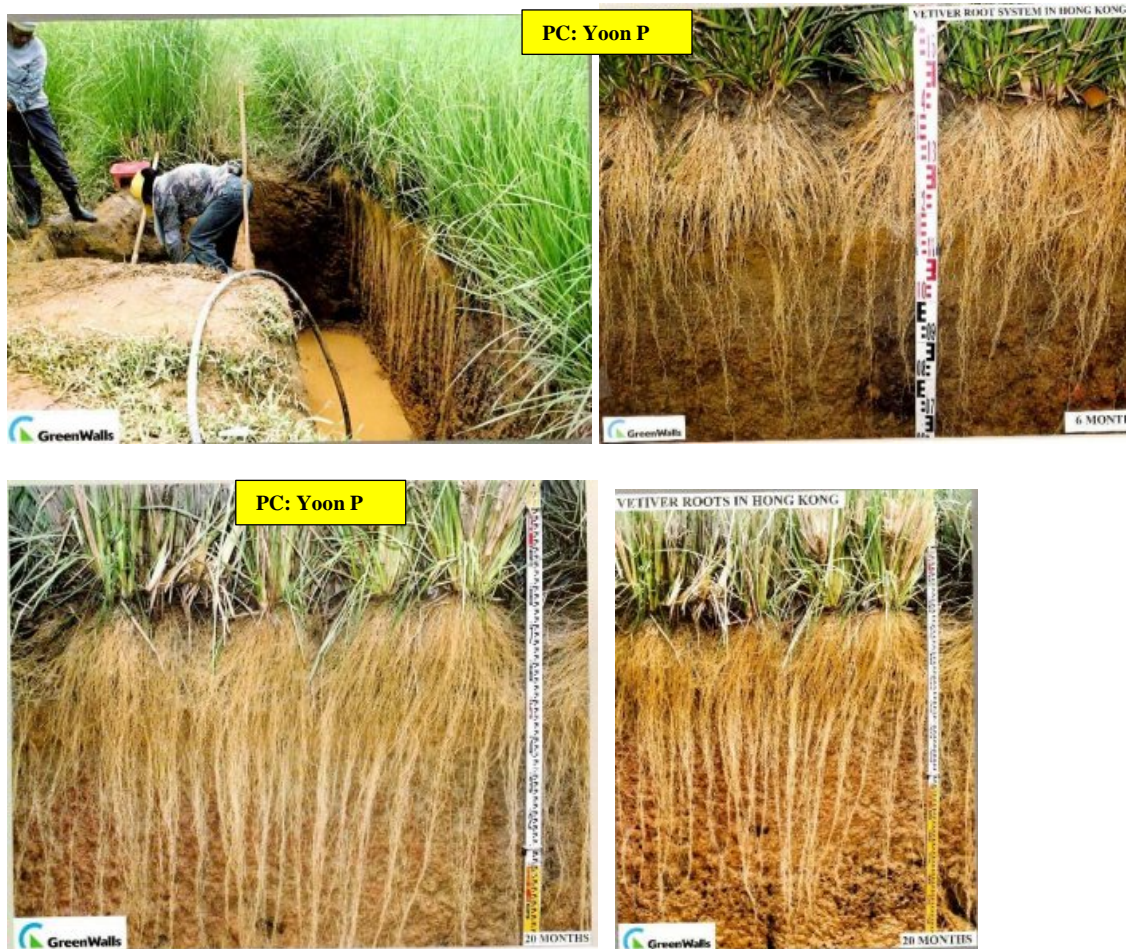 PC: Yoon P
VETIVER ROOT SYSTEM IN HONG KONG
GreenWalls
GreenWalls
6 MONTH
PC: Yoon P
VETIVER ROOTS IN HONG KONG
GreenWalls
20 MONTHS
GreenWalls
20 MONTHS